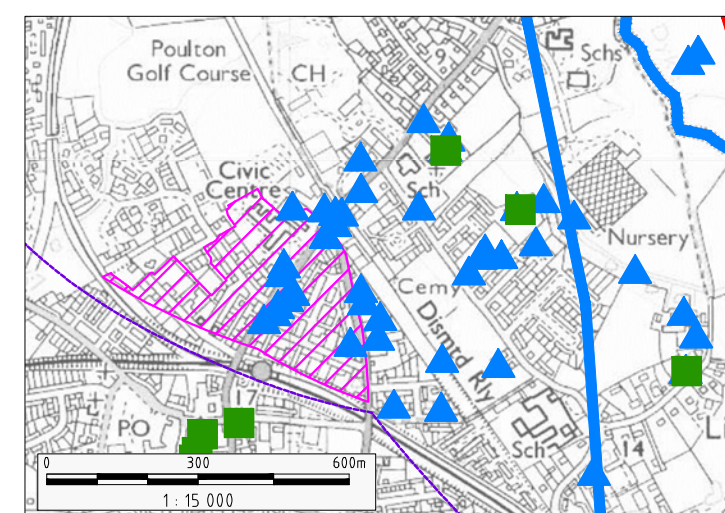 Poulton
Golf Course
CH
9
Schs
Civic
Centre
Sch
Nursery
Cemy
Dismtd Rly
17
PO
Sch
14
Li
0 300 600m
1:15 000